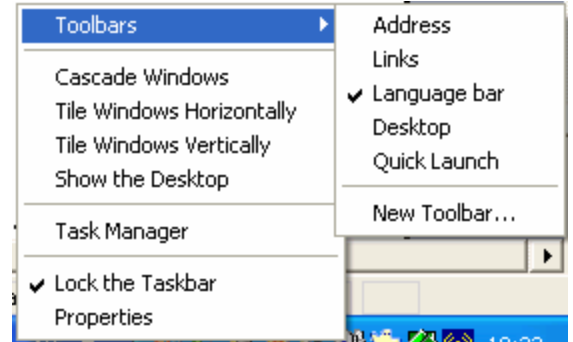 Toolbars
Cascade Windows
Tile Windows Horizontally
Tile Windows Vertically
Show the Desktop
Task Manager
Lock the Taskbar
Properties
Address
Links
Language bar
Desktop
Quick Launch
New Toolbar...